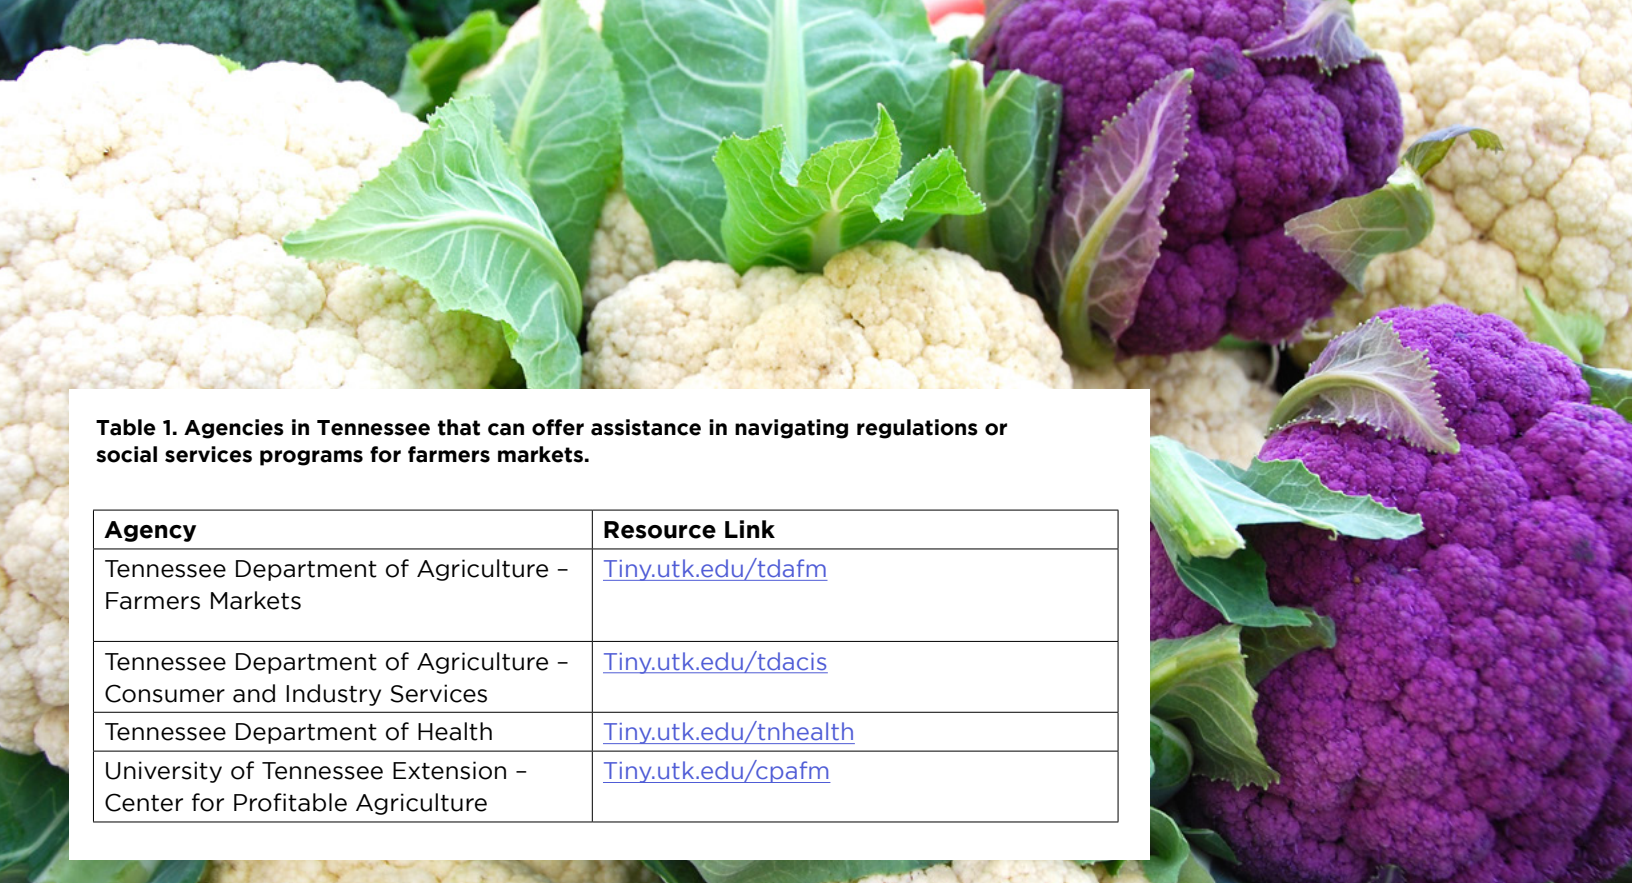 Table 1. Agencies in Tennessee that can offer assistance in navigating regulations or
social services programs for farmers markets.
Agency Resource Link
Tennessee Department of Agriculture – Tiny.utk.edu/tdafm
Farmers Markets
Tennessee Department of Agriculture – Tiny.utk.edu/tdacis
Consumer and Industry Services
Tennessee Department of Health Tiny.utk.edu/tnhealth
University of Tennessee Extension – Tiny.utk.edu/cpafm
Center for Profitable Agriculture